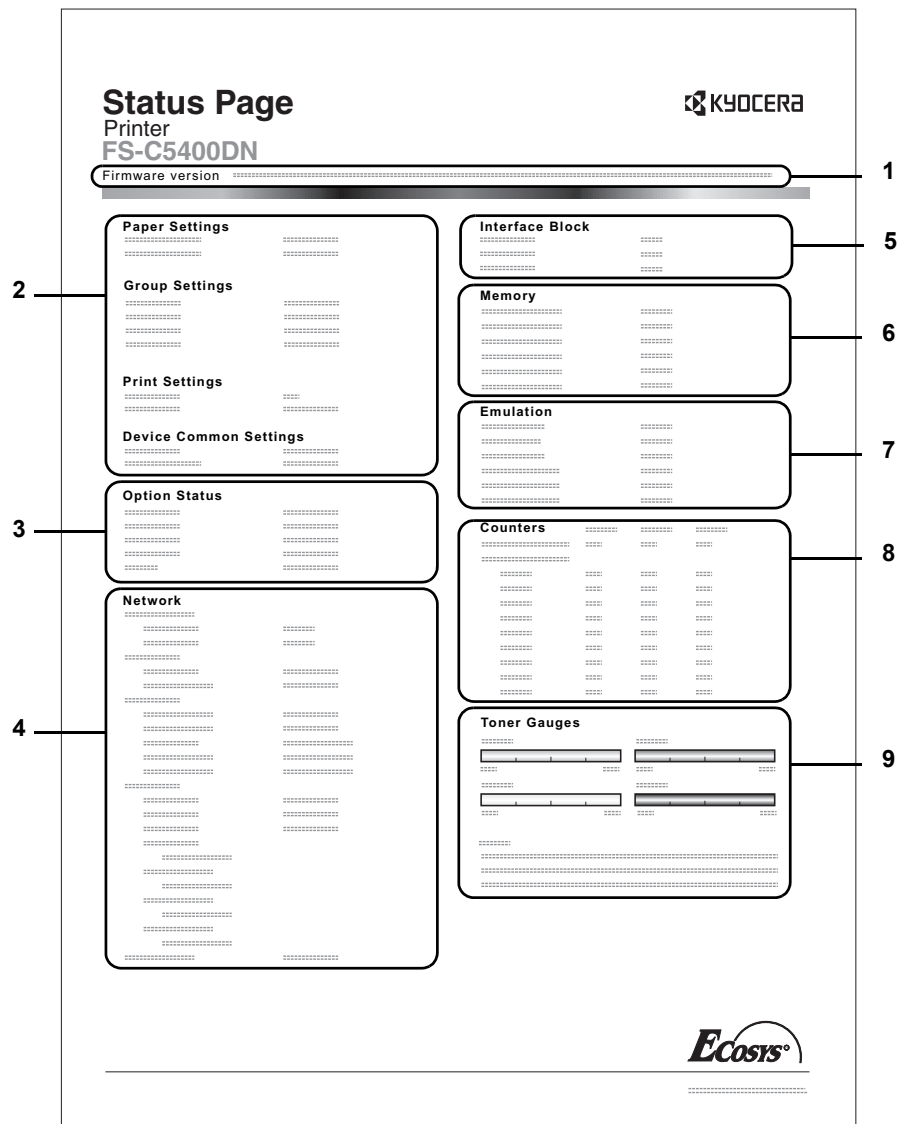 Status Page
KYOCERA
Printer
FS-C5400DN
Firmware version
1
Paper Settings
Group Settings
Print Settings
Device Common Settings
2
Option Status
3
Network
4
Interface Block
5
Memory
6
Emulation
7
Counters
8
Toner Gauges
9
ECOSYS